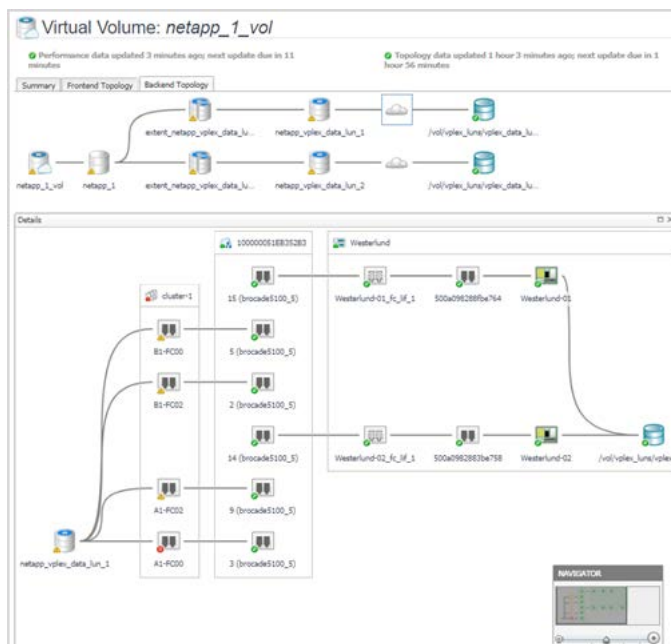 Virtual Volume: netapp_1_vol
Performance data updated 3 minutes ago; next update due in 11
minutes
Topology data updated 1 hour 3 minutes ago; next update due in 1
hour 56 minutes
Summary Frontend Topology Backend Topology
extent_netapp_vplex_data_lu... netapp_vplex_data_lun_1 /vol/vplex_luns/vplex_data_lu...
netapp_1_vol netapp_1 extent_netapp_vplex_data_lu... netapp_vplex_data_lun_2 /vol/vplex_luns/vplex_data_lu...
Details
100000051EB352B3 Westerlund
15 (brocade5100_5) Westerlund-01_fc_lif_1 500a098288fbe764 Westerlund-01
cluster-1
B1-FC00 5 (brocade5100_5)
B1-FC02 2 (brocade5100_5)
14 (brocade5100_5) Westerlund-02_fc_lif_1 500a0982883be758 Westerlund-02 /vol/vplex_luns/vplex
A1-FC02 9 (brocade5100_5)
netapp_vplex_data_lun_1 A1-FC00 3 (brocade5100_5)
NAVIGATOR